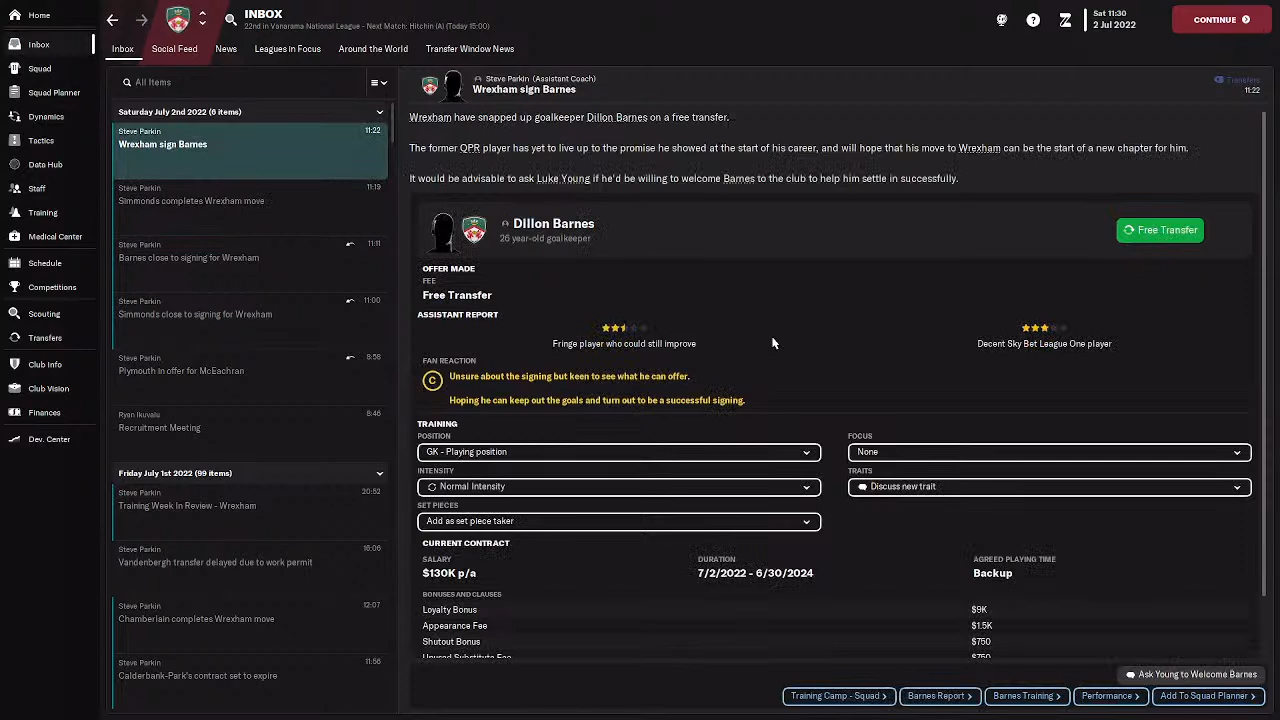 Home
Inbox
Squad
Squad Planner
Dynamics
Tactics
Data Hub
Staff
Training
Medical Center
Schedule
Competitions
Scouting
Transfers
Club Info
Club Vision
Finances
Dev. Center
INBOX
22nd in Vanarama National League - Next Match: Hitchin (A) (Today 15:00)
Sat 11:30
2 Jul 2022
CONTINUE
Inbox
Social Feed
News
Leagues in Focus
Around the World
Transfer Window News
All Items
Saturday July 2nd 2022 (6 items)
Steve Parkin 11:22
Wrexham sign Barnes
Steve Parkin 11:19
Simmonds completes Wrexham move
Steve Parkin 11:11
Barnes close to signing for Wrexham
Steve Parkin 11:00
Simmonds close to signing for Wrexham
Steve Parkin 8:58
Plymouth in offer for McEachran
Ryan Ikuvalu 8:46
Recruitment Meeting
Friday July 1st 2022 (99 items)
Steve Parkin 20:52
Training Week In Review - Wrexham
Steve Parkin 16:06
Vandenbergh transfer delayed due to work permit
Steve Parkin 12:07
Chamberlain completes Wrexham move
Steve Parkin 11:56
Calderbank-Park's contract set to expire
Steve Parkin (Assistant Coach)
Wrexham sign Barnes
Transfers
11:22
Wrexham have snapped up goalkeeper Dillon Barnes on a free transfer.
The former QPR player has yet to live up to the promise he showed at the start of his career, and will hope that his move to Wrexham can be the start of a new chapter for him.
It would be advisable to ask Luke Young if he'd be willing to welcome Barnes to the club to help him settle in successfully.
Dillon Barnes
26 year-old goalkeeper
Free Transfer
OFFER MADE
FEE
Free Transfer
ASSISTANT REPORT
Fringe player who could still improve
Decent Sky Bet League One player
FAN REACTION
C
Unsure about the signing but keen to see what he can offer.
Hoping he can keep out the goals and turn out to be a successful signing.
TRAINING
POSITION
GK - Playing position
FOCUS
None
INTENSITY
Normal Intensity
TRAITS
Discuss new trait
SET PIECES
Add as set piece taker
CURRENT CONTRACT
SALARY
$130K p/a
DURATION
7/2/2022 - 6/30/2024
AGREED PLAYING TIME
Backup
BONUSES AND CLAUSES
Loyalty Bonus $9K
Appearance Fee $1.5K
Shutout Bonus $750
Unused Substitute Fee $750
Ask Young to Welcome Barnes
Training Camp - Squad
Barnes Report
Barnes Training
Performance
Add To Squad Planner